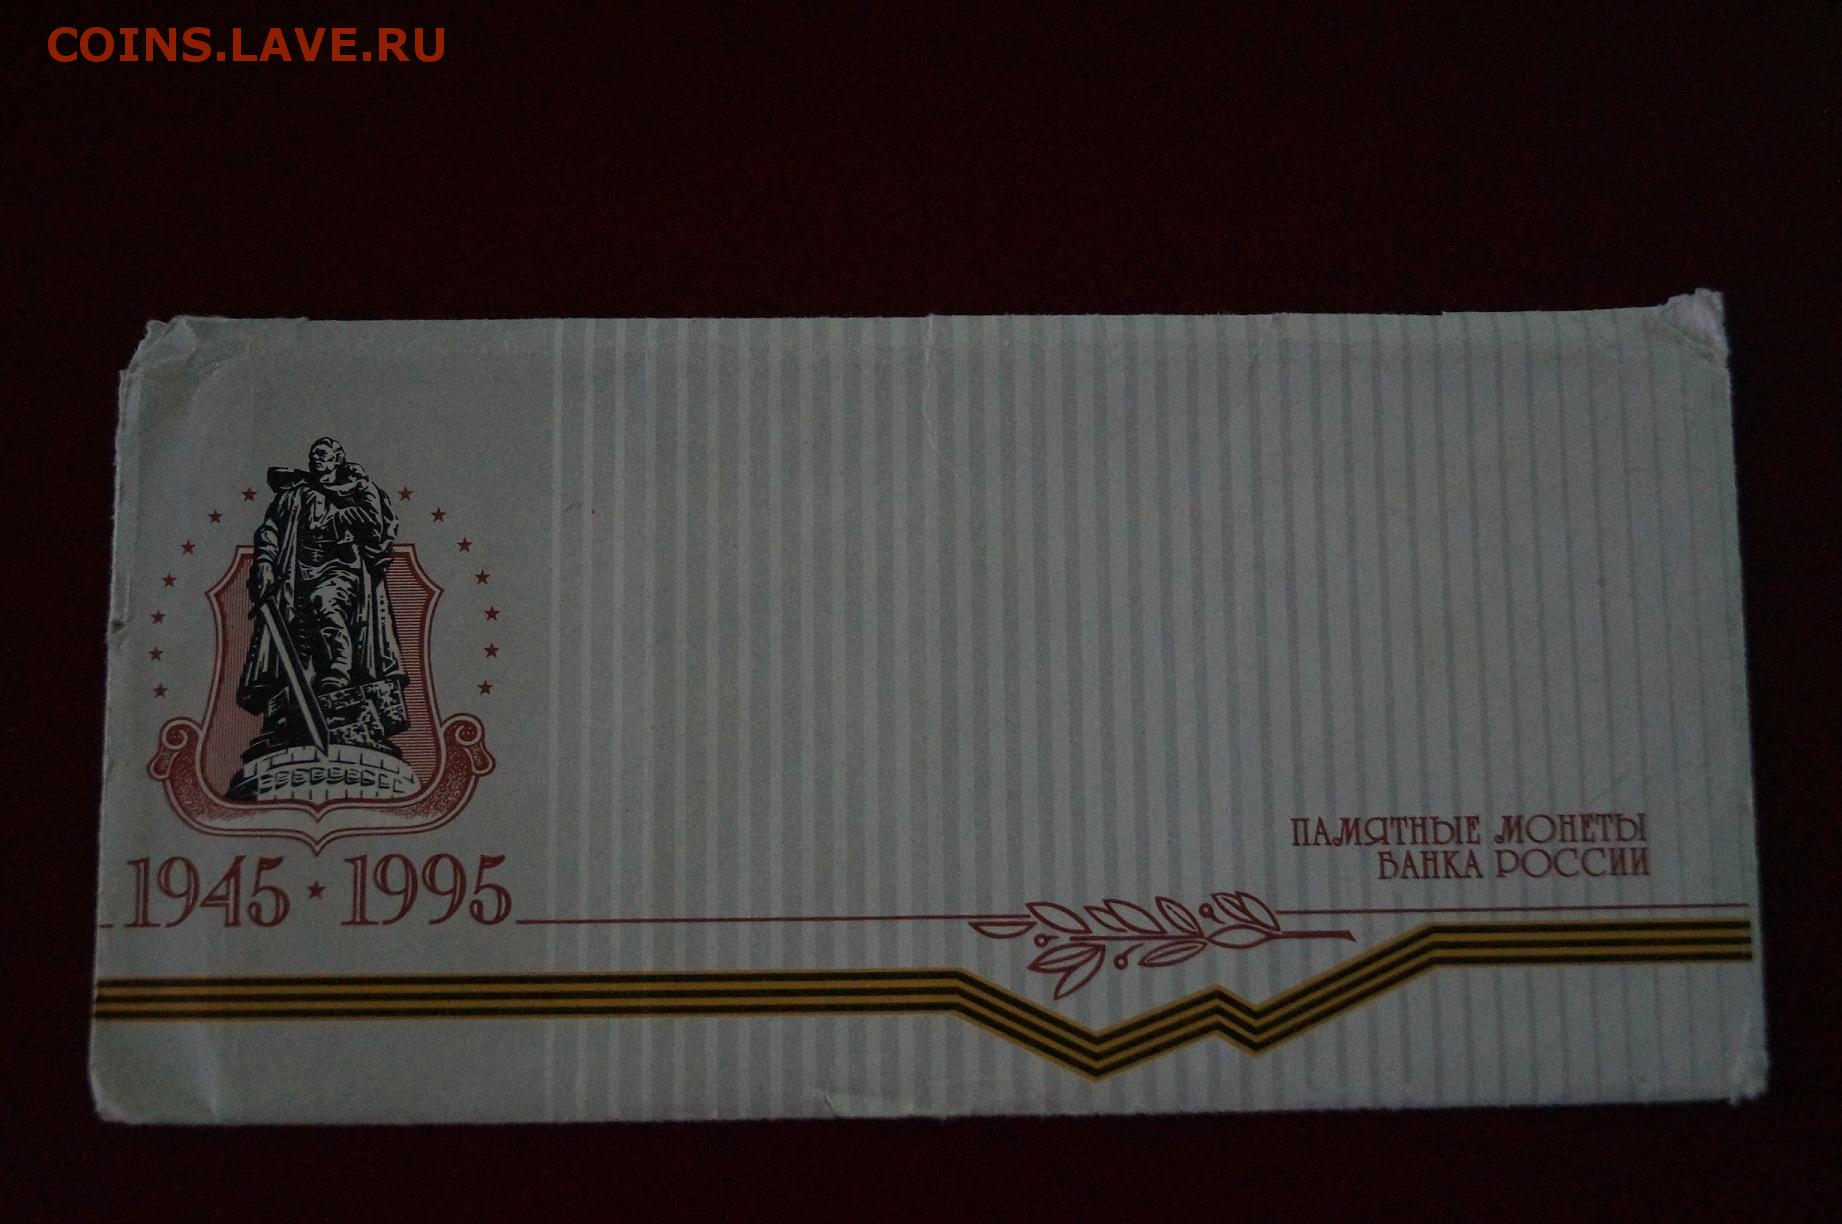 COINS.LAVE.RU
1945 ★ 1995
ПАМЯТНЫЕ МОНЕТЫ
БАНКА РОССИИ